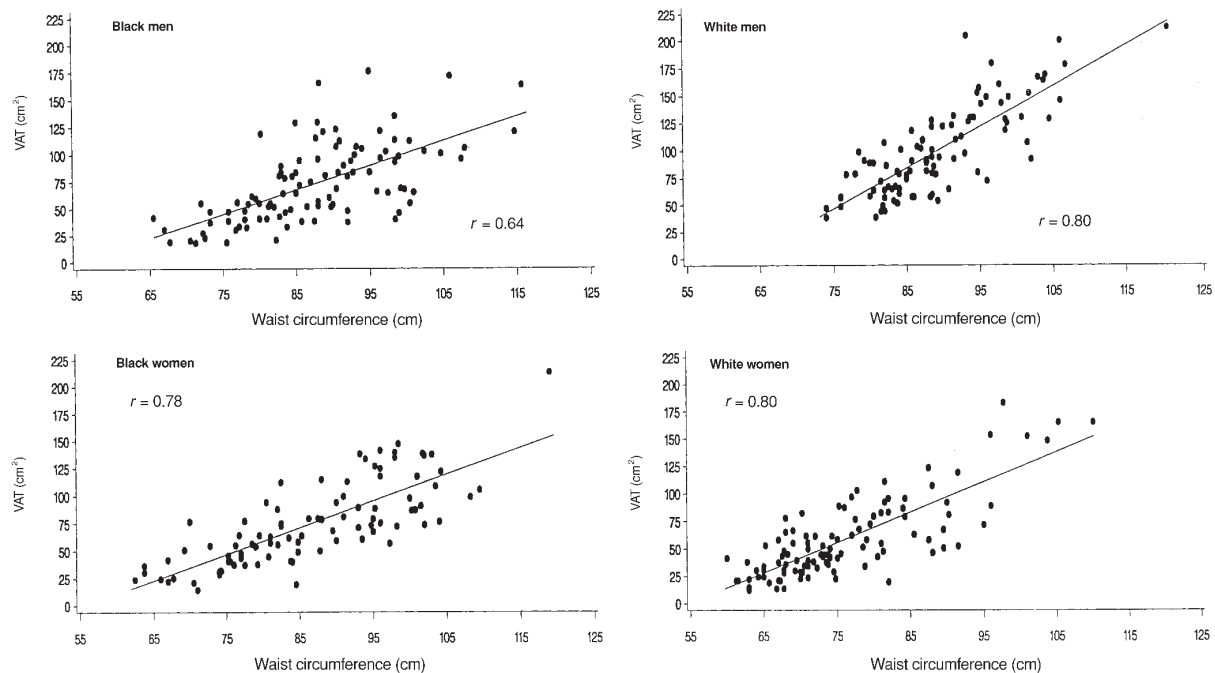 Black men
VAT (cm²)
225
200
175
150
125
100
75
50
25
0
r = 0.64
55 65 75 85 95 105 115 125
Waist circumference (cm)
White men
VAT (cm²)
225
200
175
150
125
100
75
50
25
0
r = 0.80
55 65 75 85 95 105 115 125
Waist circumference (cm)
Black women
r = 0.78
VAT (cm²)
225
200
175
150
125
100
75
50
25
0
55 65 75 85 95 105 115 125
Waist circumference (cm)
White women
r = 0.80
VAT (cm²)
225
200
175
150
125
100
75
50
25
0
55 65 75 85 95 105 115 125
Waist circumference (cm)